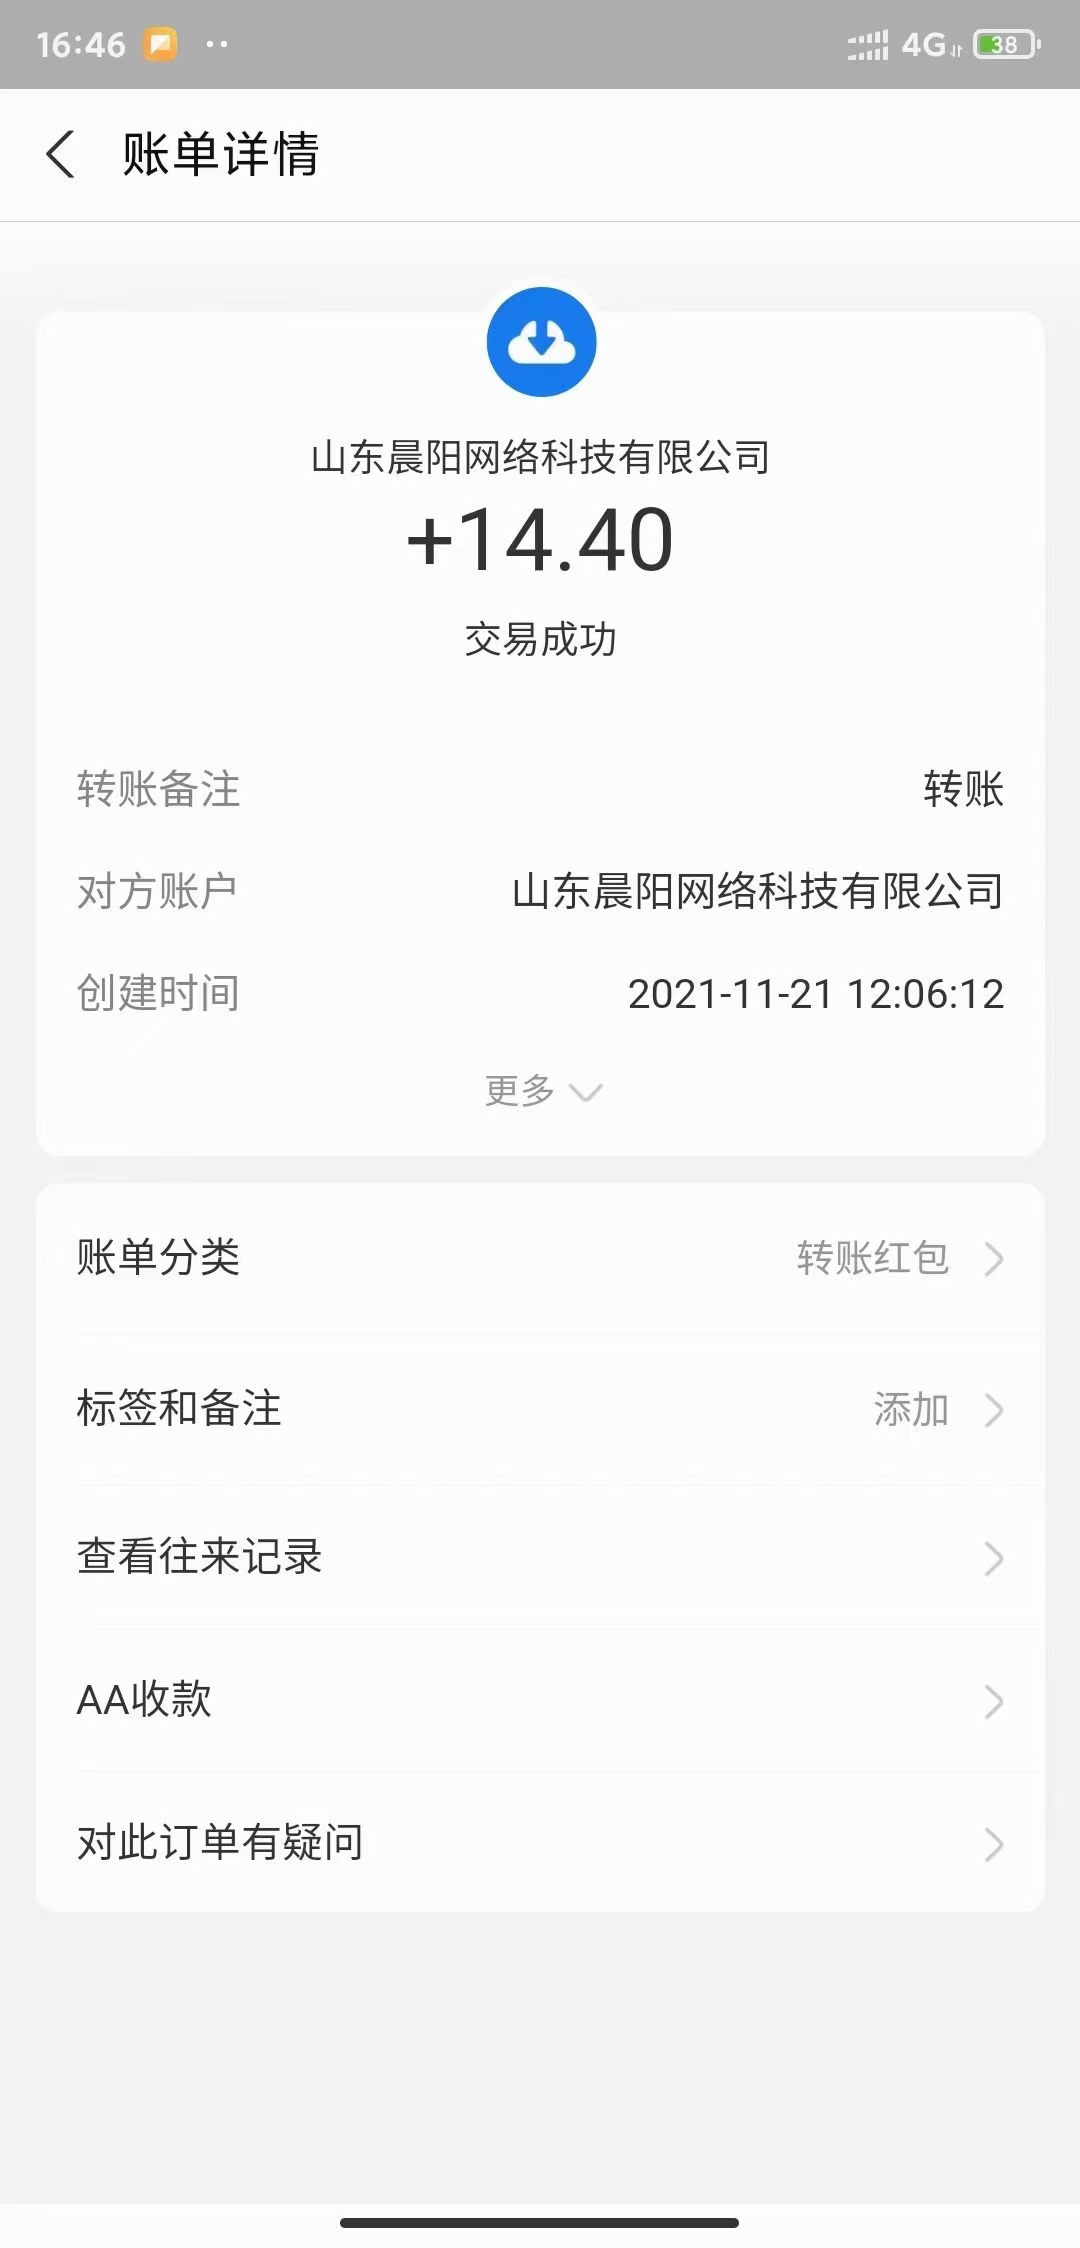 16:46
4G
38
账单详情
山东晨阳网络科技有限公司
+14.40
交易成功
转账备注 转账
对方账户 山东晨阳网络科技有限公司
创建时间 2021-11-21 12:06:12
更多
账单分类 转账红包
标签和备注 添加
查看往来记录
AA收款
对此订单有疑问